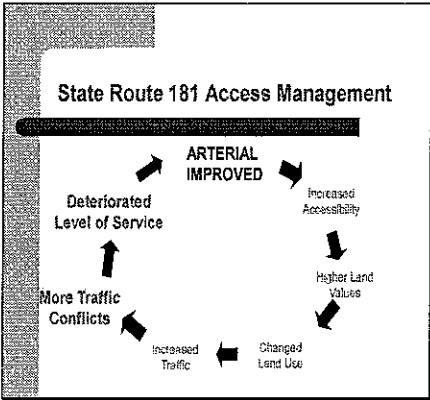 State Route 181 Access Management
ARTERIAL
IMPROVED
Increased
Accessibility
Higher Land
Values
Changed
Land Use
Increased
Traffic
More Traffic
Conflicts
Deteriorated
Level of Service